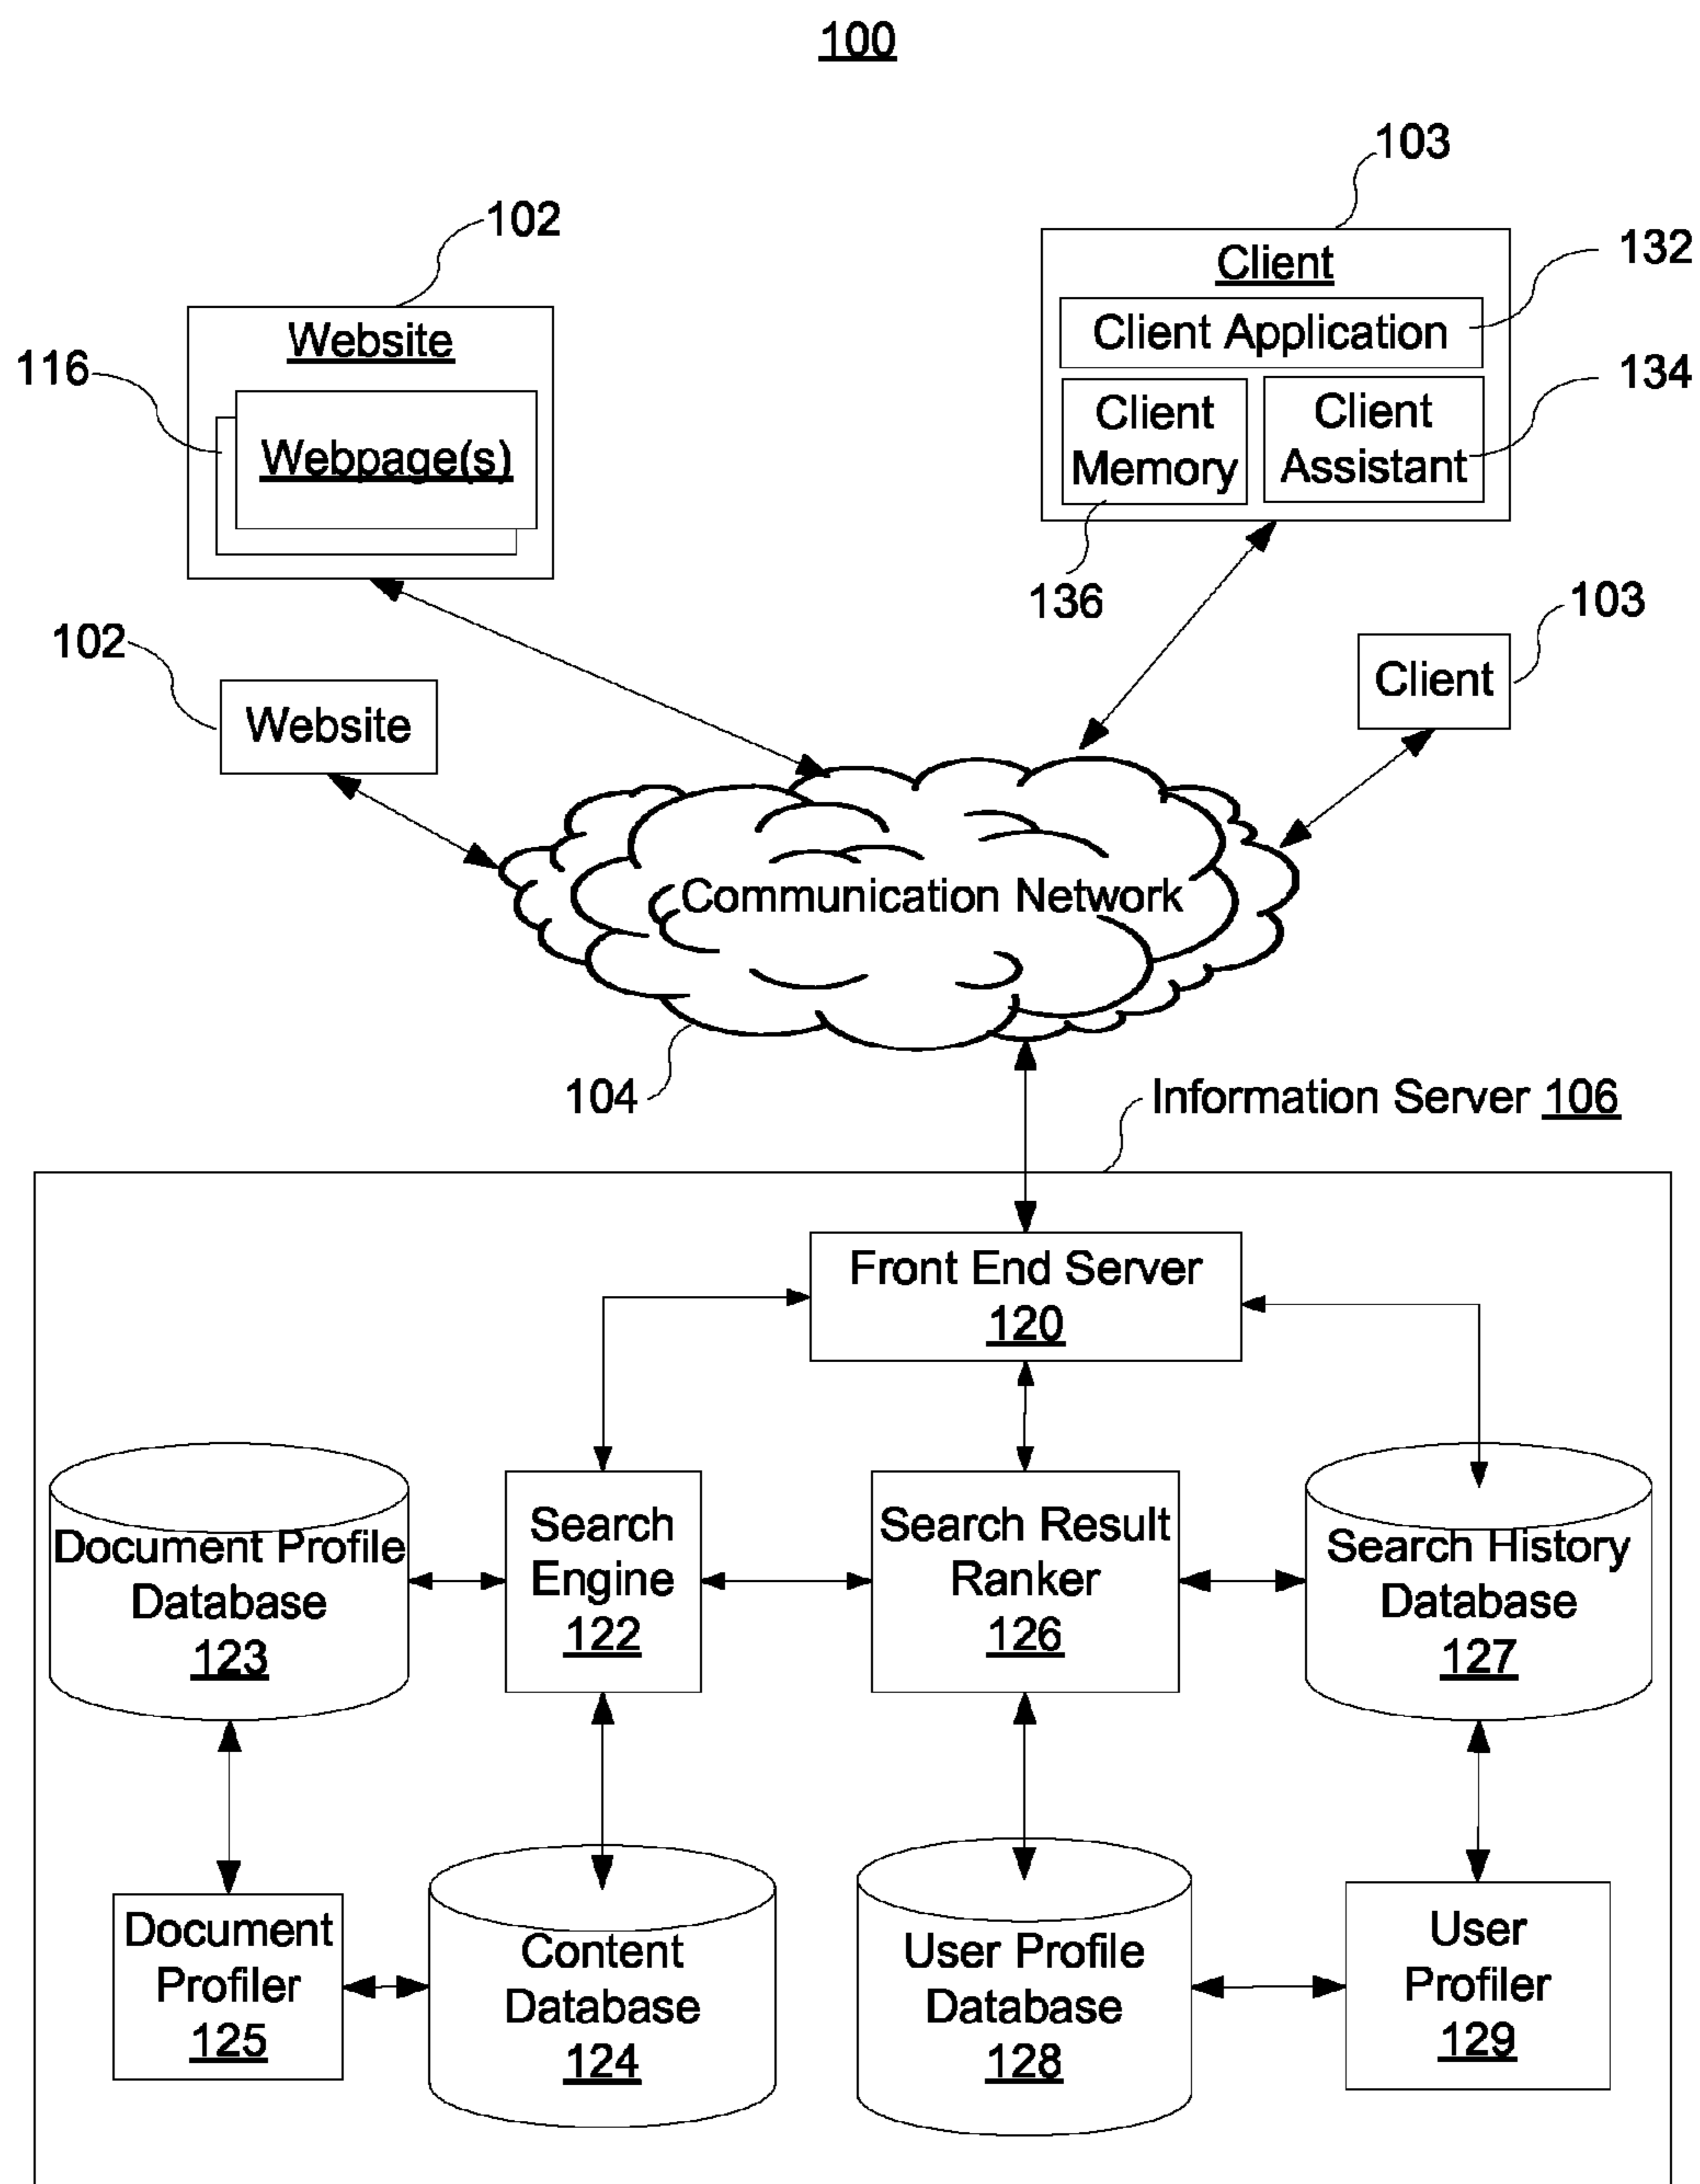 100
103
102
Client
132
Website
Client Application
116
134
Client
Memory
Client
Assistant
Webpage(s)
136
103
102
Client
Website
Communication Network
104
Information Server 106
Front End Server
120
Document Profile
Database
123
Search
Engine
122
Search Result
Ranker
126
Search History
Database
127
Document
Profiler
125
Content
Database
124
User Profile
Database
128
User
Profiler
129